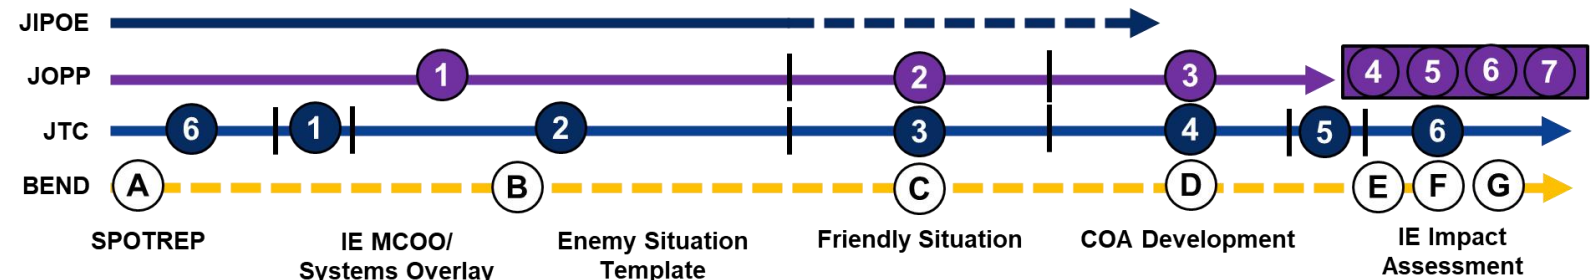 JIPOE
JOPP 1 2 3 4 5 6 7
JTC 6 1 2 3 4 5 6
BEND A B C D E F G
SPOTREP
IE MCOO/
Systems Overlay
Enemy Situation
Template
Friendly Situation
COA Development
IE Impact
Assessment